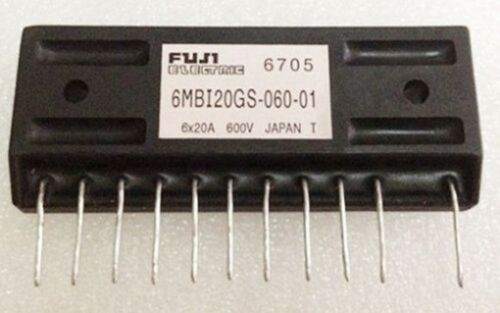 FUJI ELECTRIC 6705
6MBI20GS-060-01
6x20A 600V JAPAN T